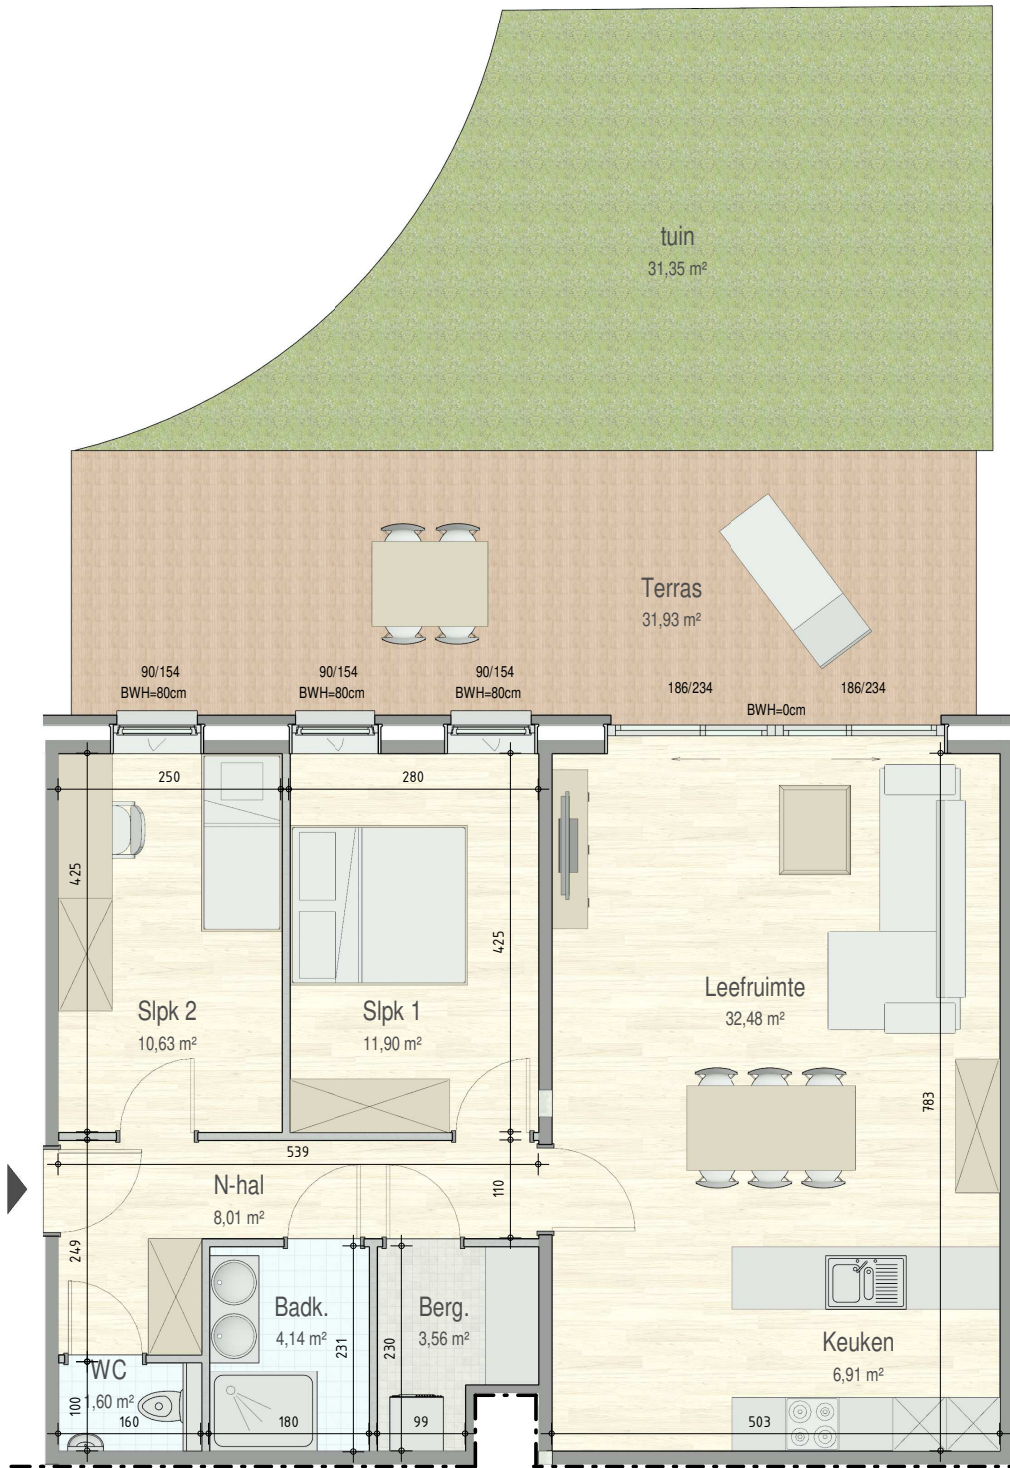 tuin
31,35 m²
Terras
31,93 m²
90/154
BWH=80cm
90/154
BWH=80cm
90/154
BWH=80cm
186/234
186/234
BWH=0cm
250
280
425
425
Slpk 2
10,63 m²
Slpk 1
11,90 m²
Leefruimte
32,48 m²
783
539
N-hal
8,01 m²
110
249
Badk.
4,14 m²
231
230
Berg.
3,56 m²
Keuken
6,91 m²
WC
1,60 m²
100
160
180
99
503